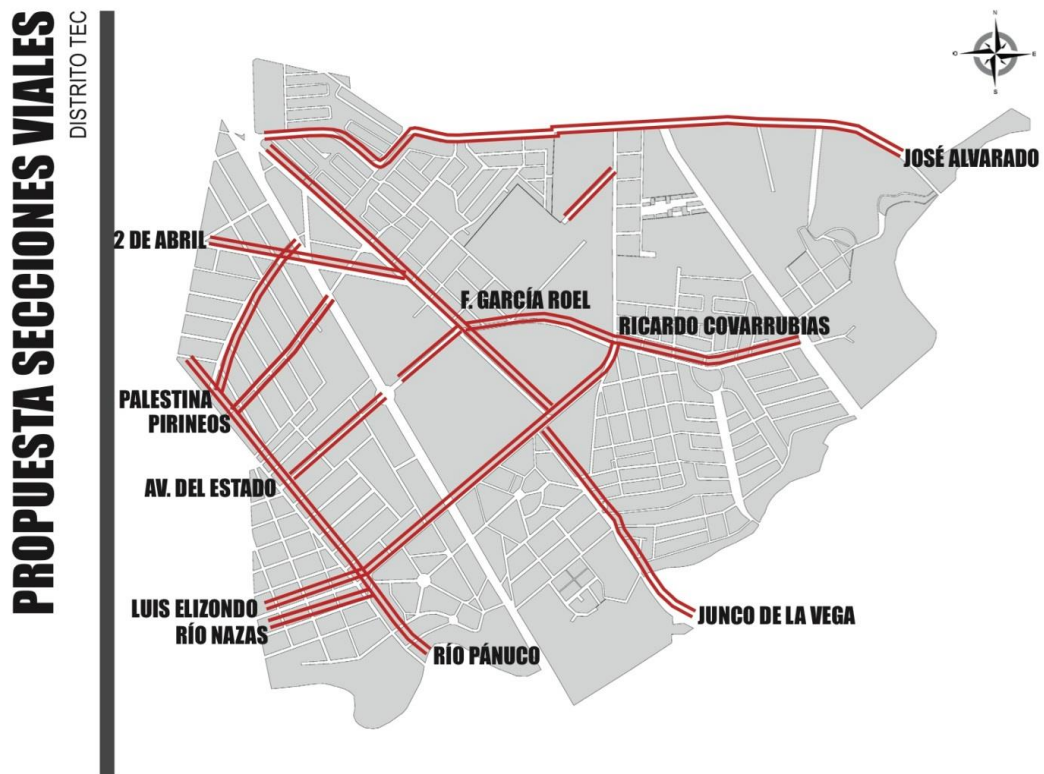 PROPUESTA SECCIONES VIALES
DISTRITO TEC
N
O
E
S
JOSÉ ALVARADO
2 DE ABRIL
F. GARCÍA ROEL
RICARDO COVARRUBIAS
PALESTINA
PIRINEOS
AV. DEL ESTADO
LUIS ELIZONDO
RÍO NAZAS
RÍO PÁNUCO
JUNCO DE LA VEGA